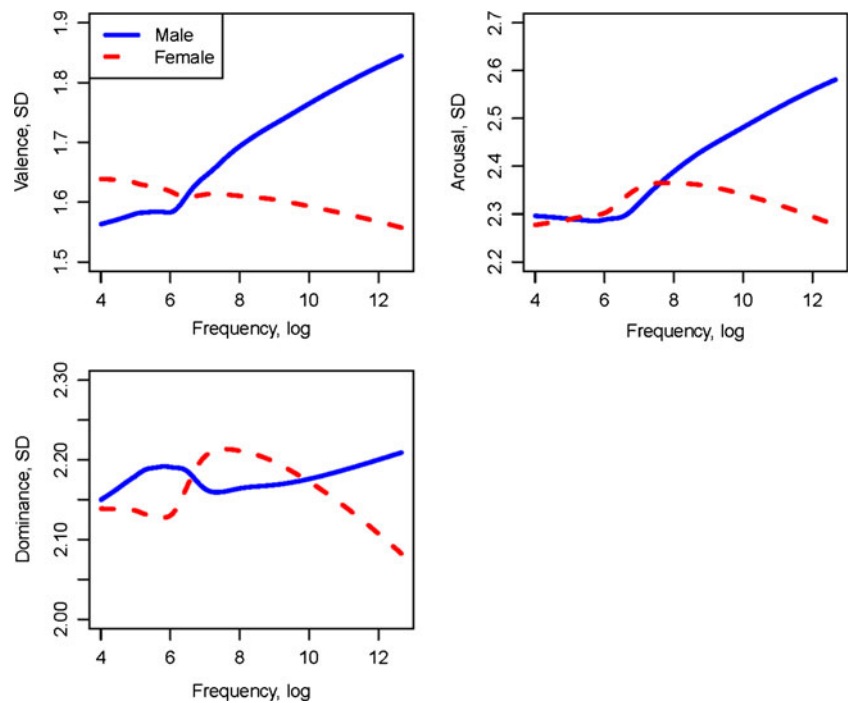 Male
Female
Valence, SD
1.5 1.6 1.7 1.8 1.9
4 6 8 10 12
Frequency, log
Arousal, SD
2.2 2.3 2.4 2.5 2.6 2.7
4 6 8 10 12
Frequency, log
Dominance, SD
2.00 2.10 2.20 2.30
4 6 8 10 12
Frequency, log